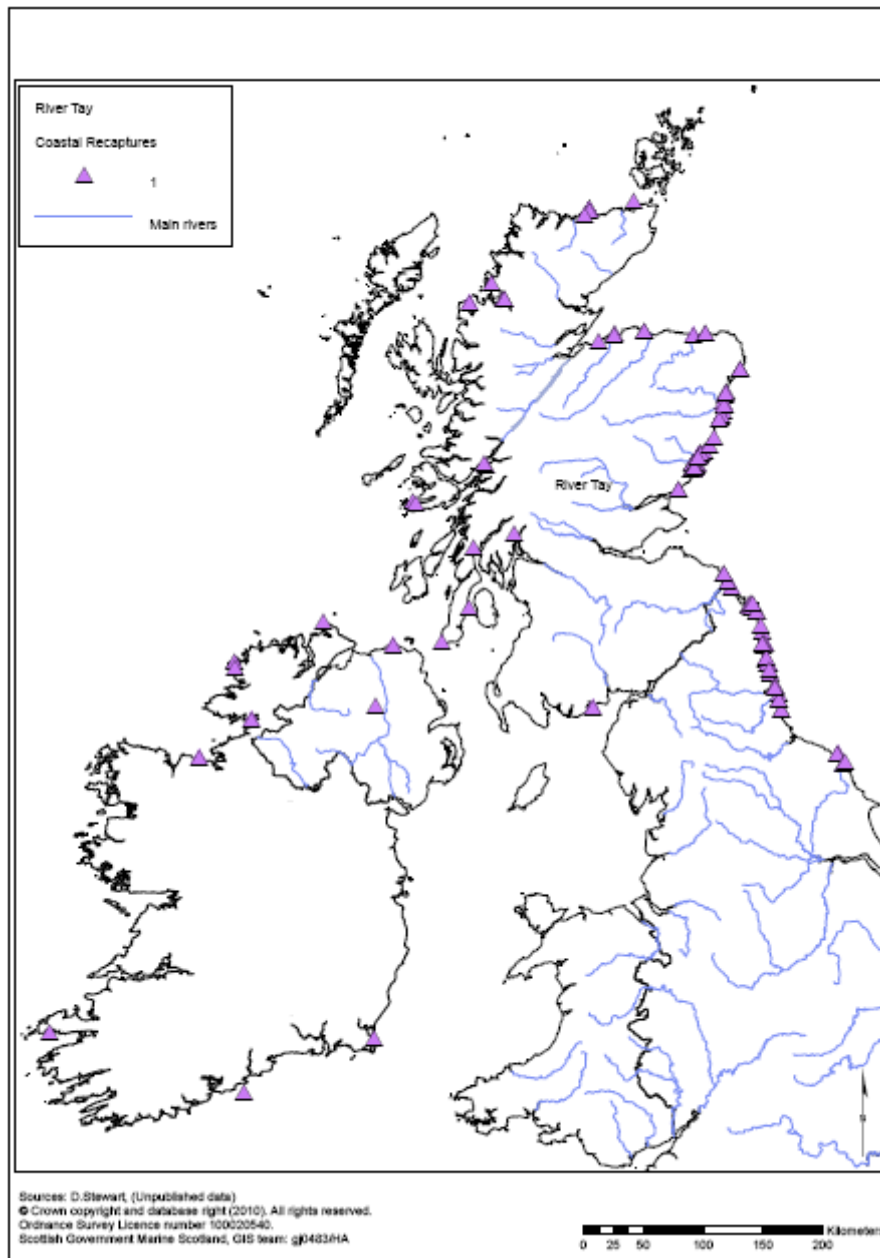 River Tay
Coastal Recaptures
1
Main rivers
River Tay
N
Sources: D.Stewart, (Unpublished data)
© Crown copyright and database right (2010). All rights reserved.
Ordnance Survey Licence number 100020540.
Scottish Government Marine Scotland, GIS team: gj0483/HA
Kilometers
0 25 50 100 150 200